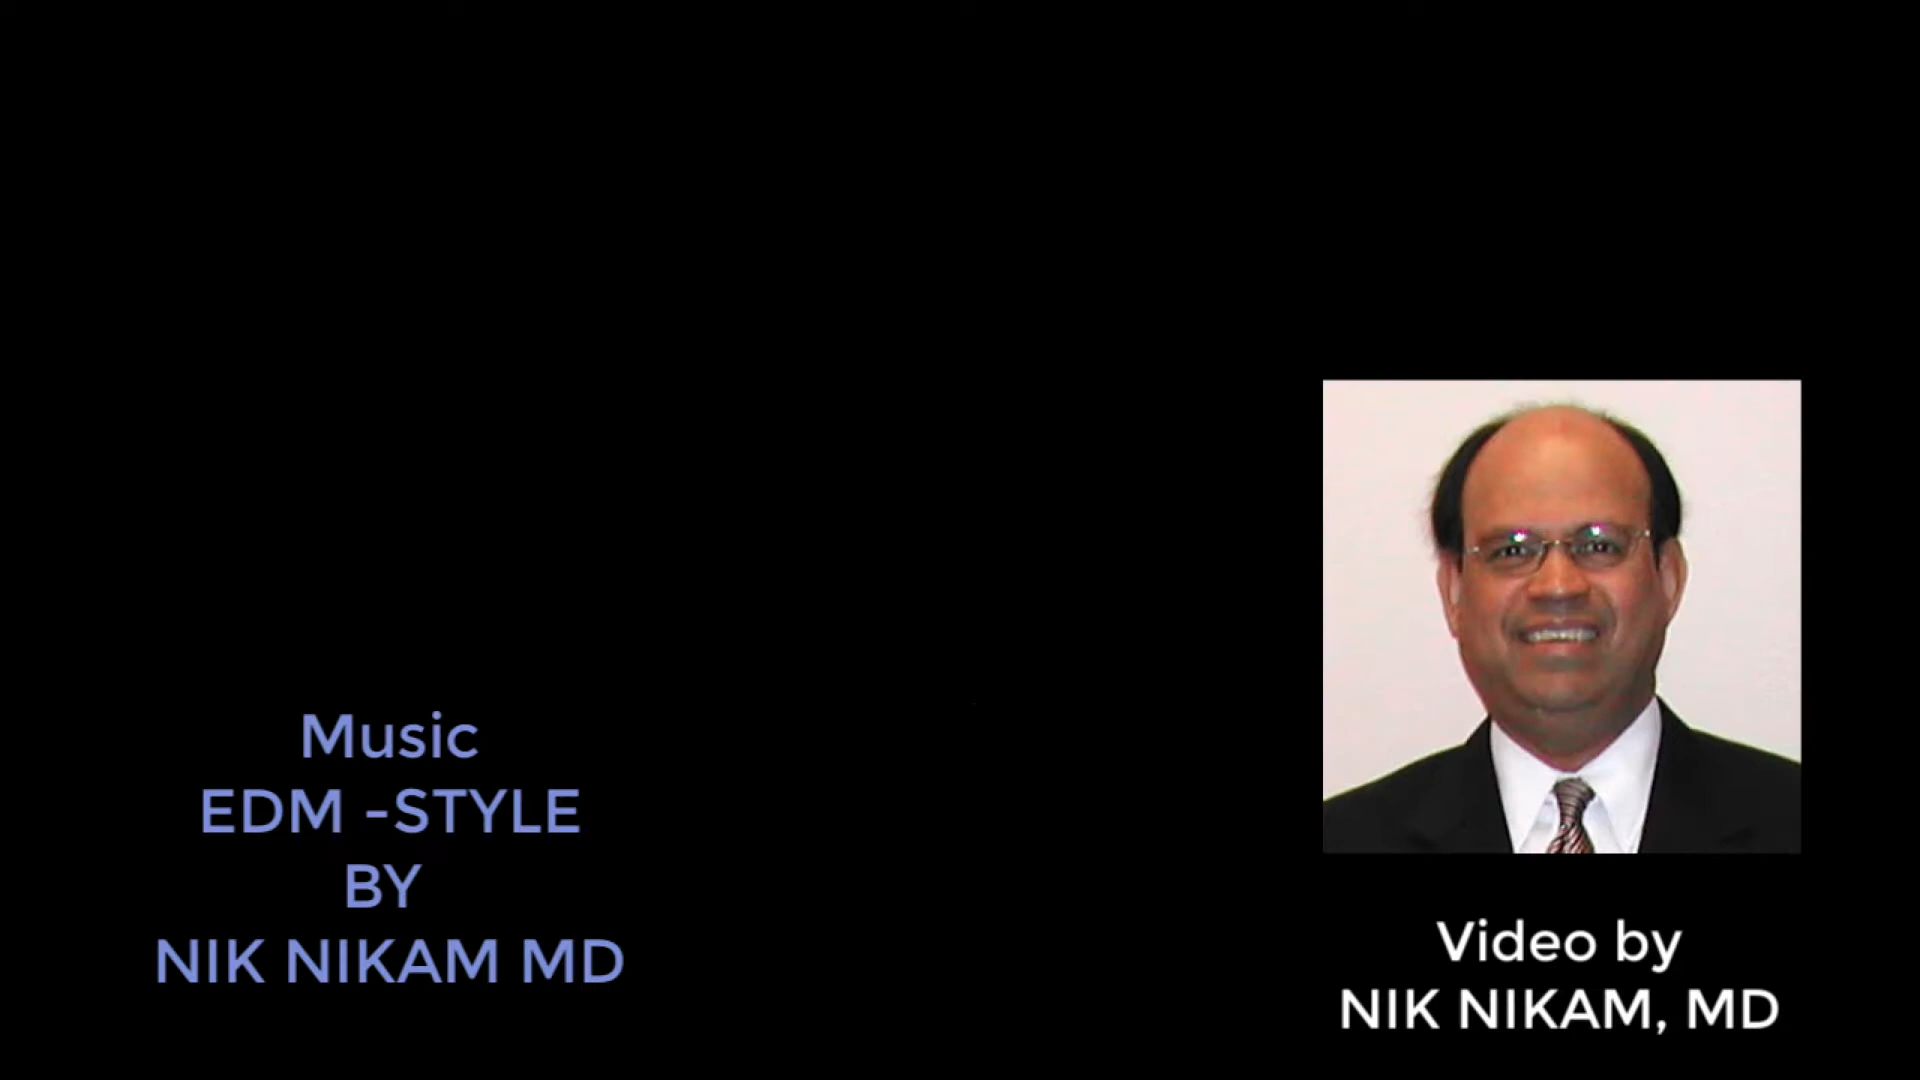 Music
EDM -STYLE
BY
NIK NIKAM MD
Video by
NIK NIKAM, MD